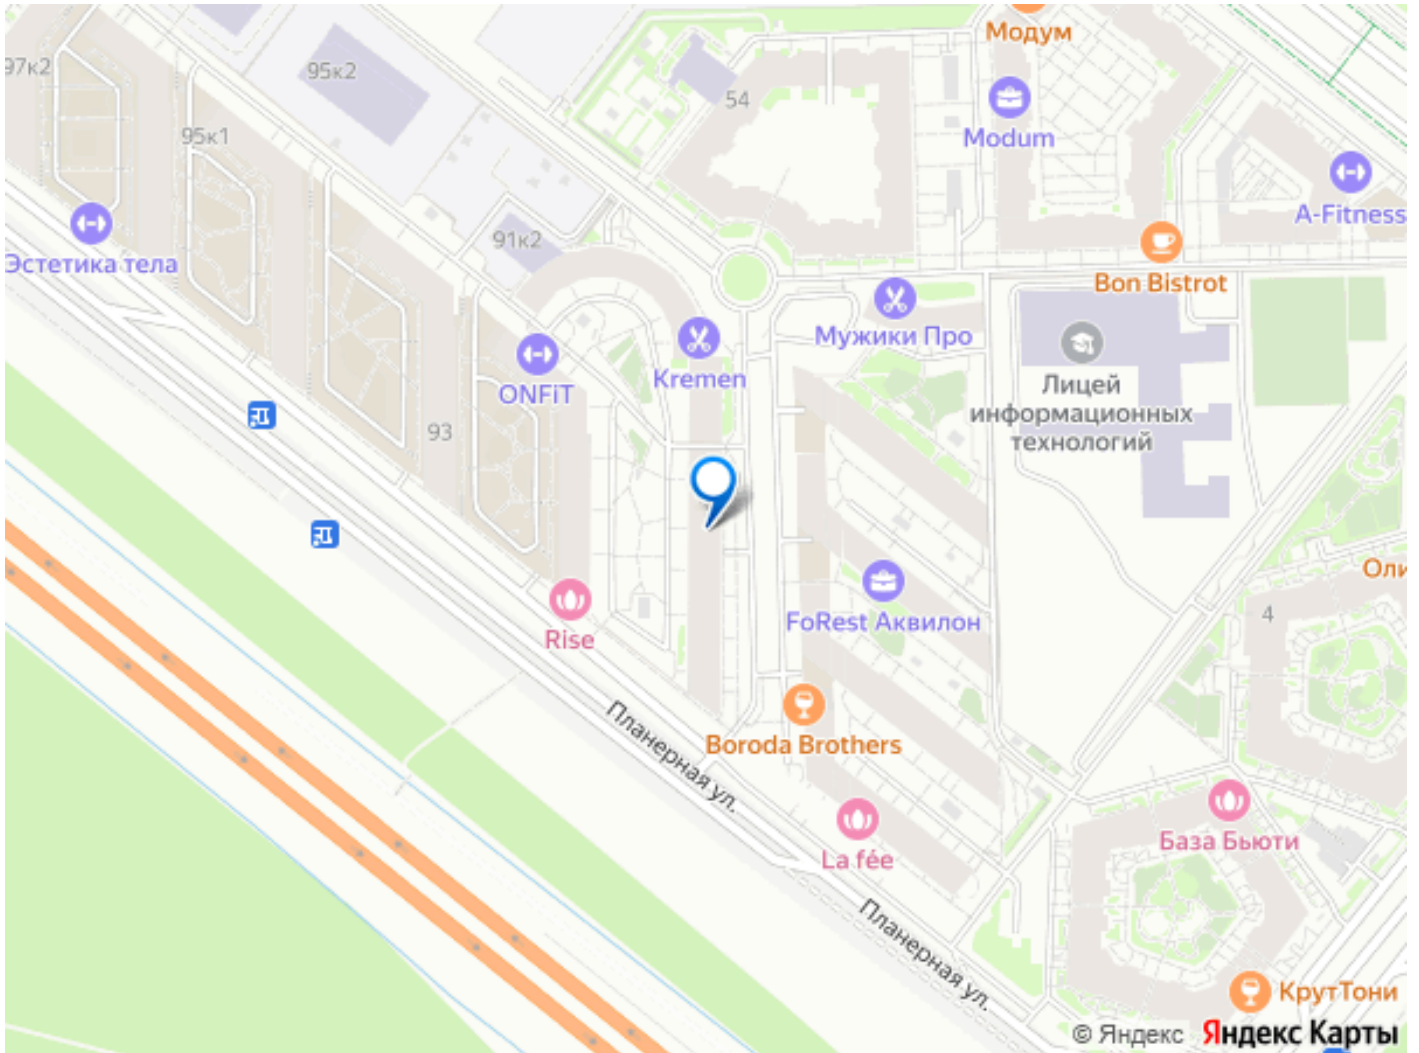 Модум
97к2
95к2
54
Modum
95к1
A-Fitness
91к2
Эстетика тела
Bon Bistrot
Мужики Про
Kremen
ONFiT
Лицей
информационных
технологий
93
Оли
FoRest Аквилон
4
Rise
Планерная ул.
Boroda Brothers
База Бьюти
La fée
Планерная ул.
КрутТони
© Яндекс Яндекс Карты